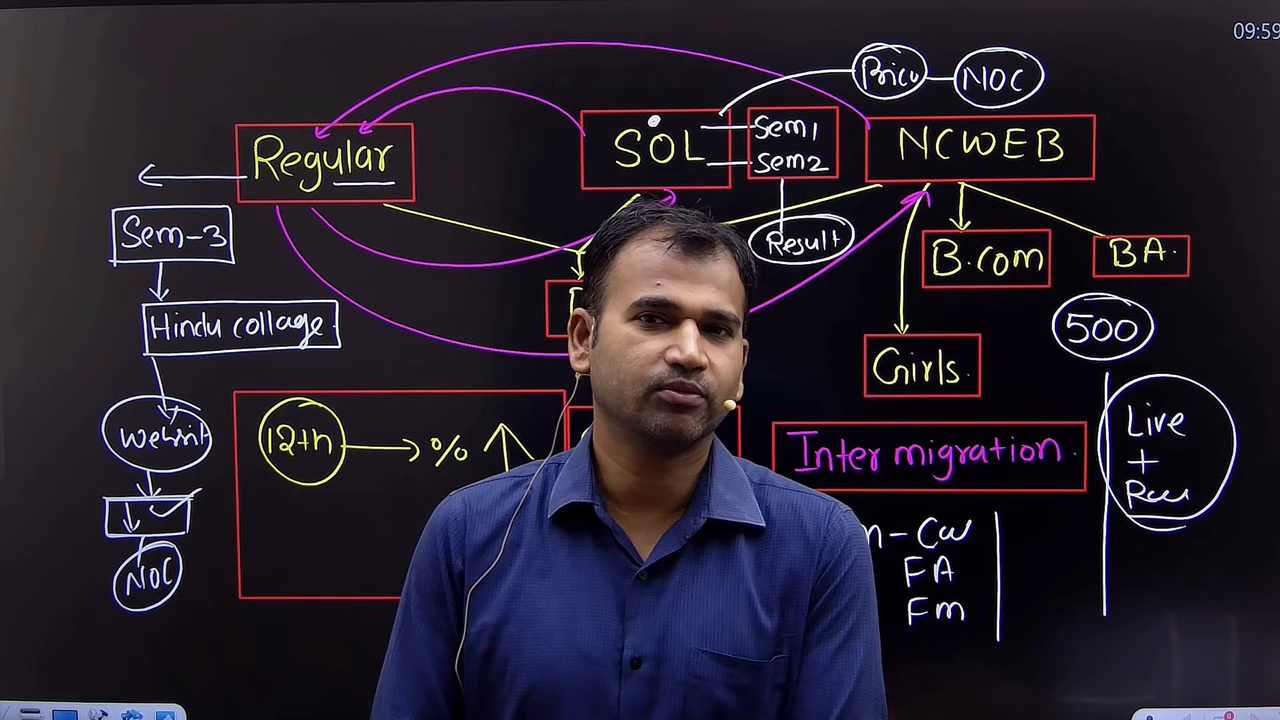 09:59
Pricu
NOC
Regular
SOL
Sem1
Sem2
NCWEB
Sem-3
Result
B.com
BA.
Hindu collage.
500
Girls.
12th
%
Inter migration.
Live
+
NOC
FA
Fm